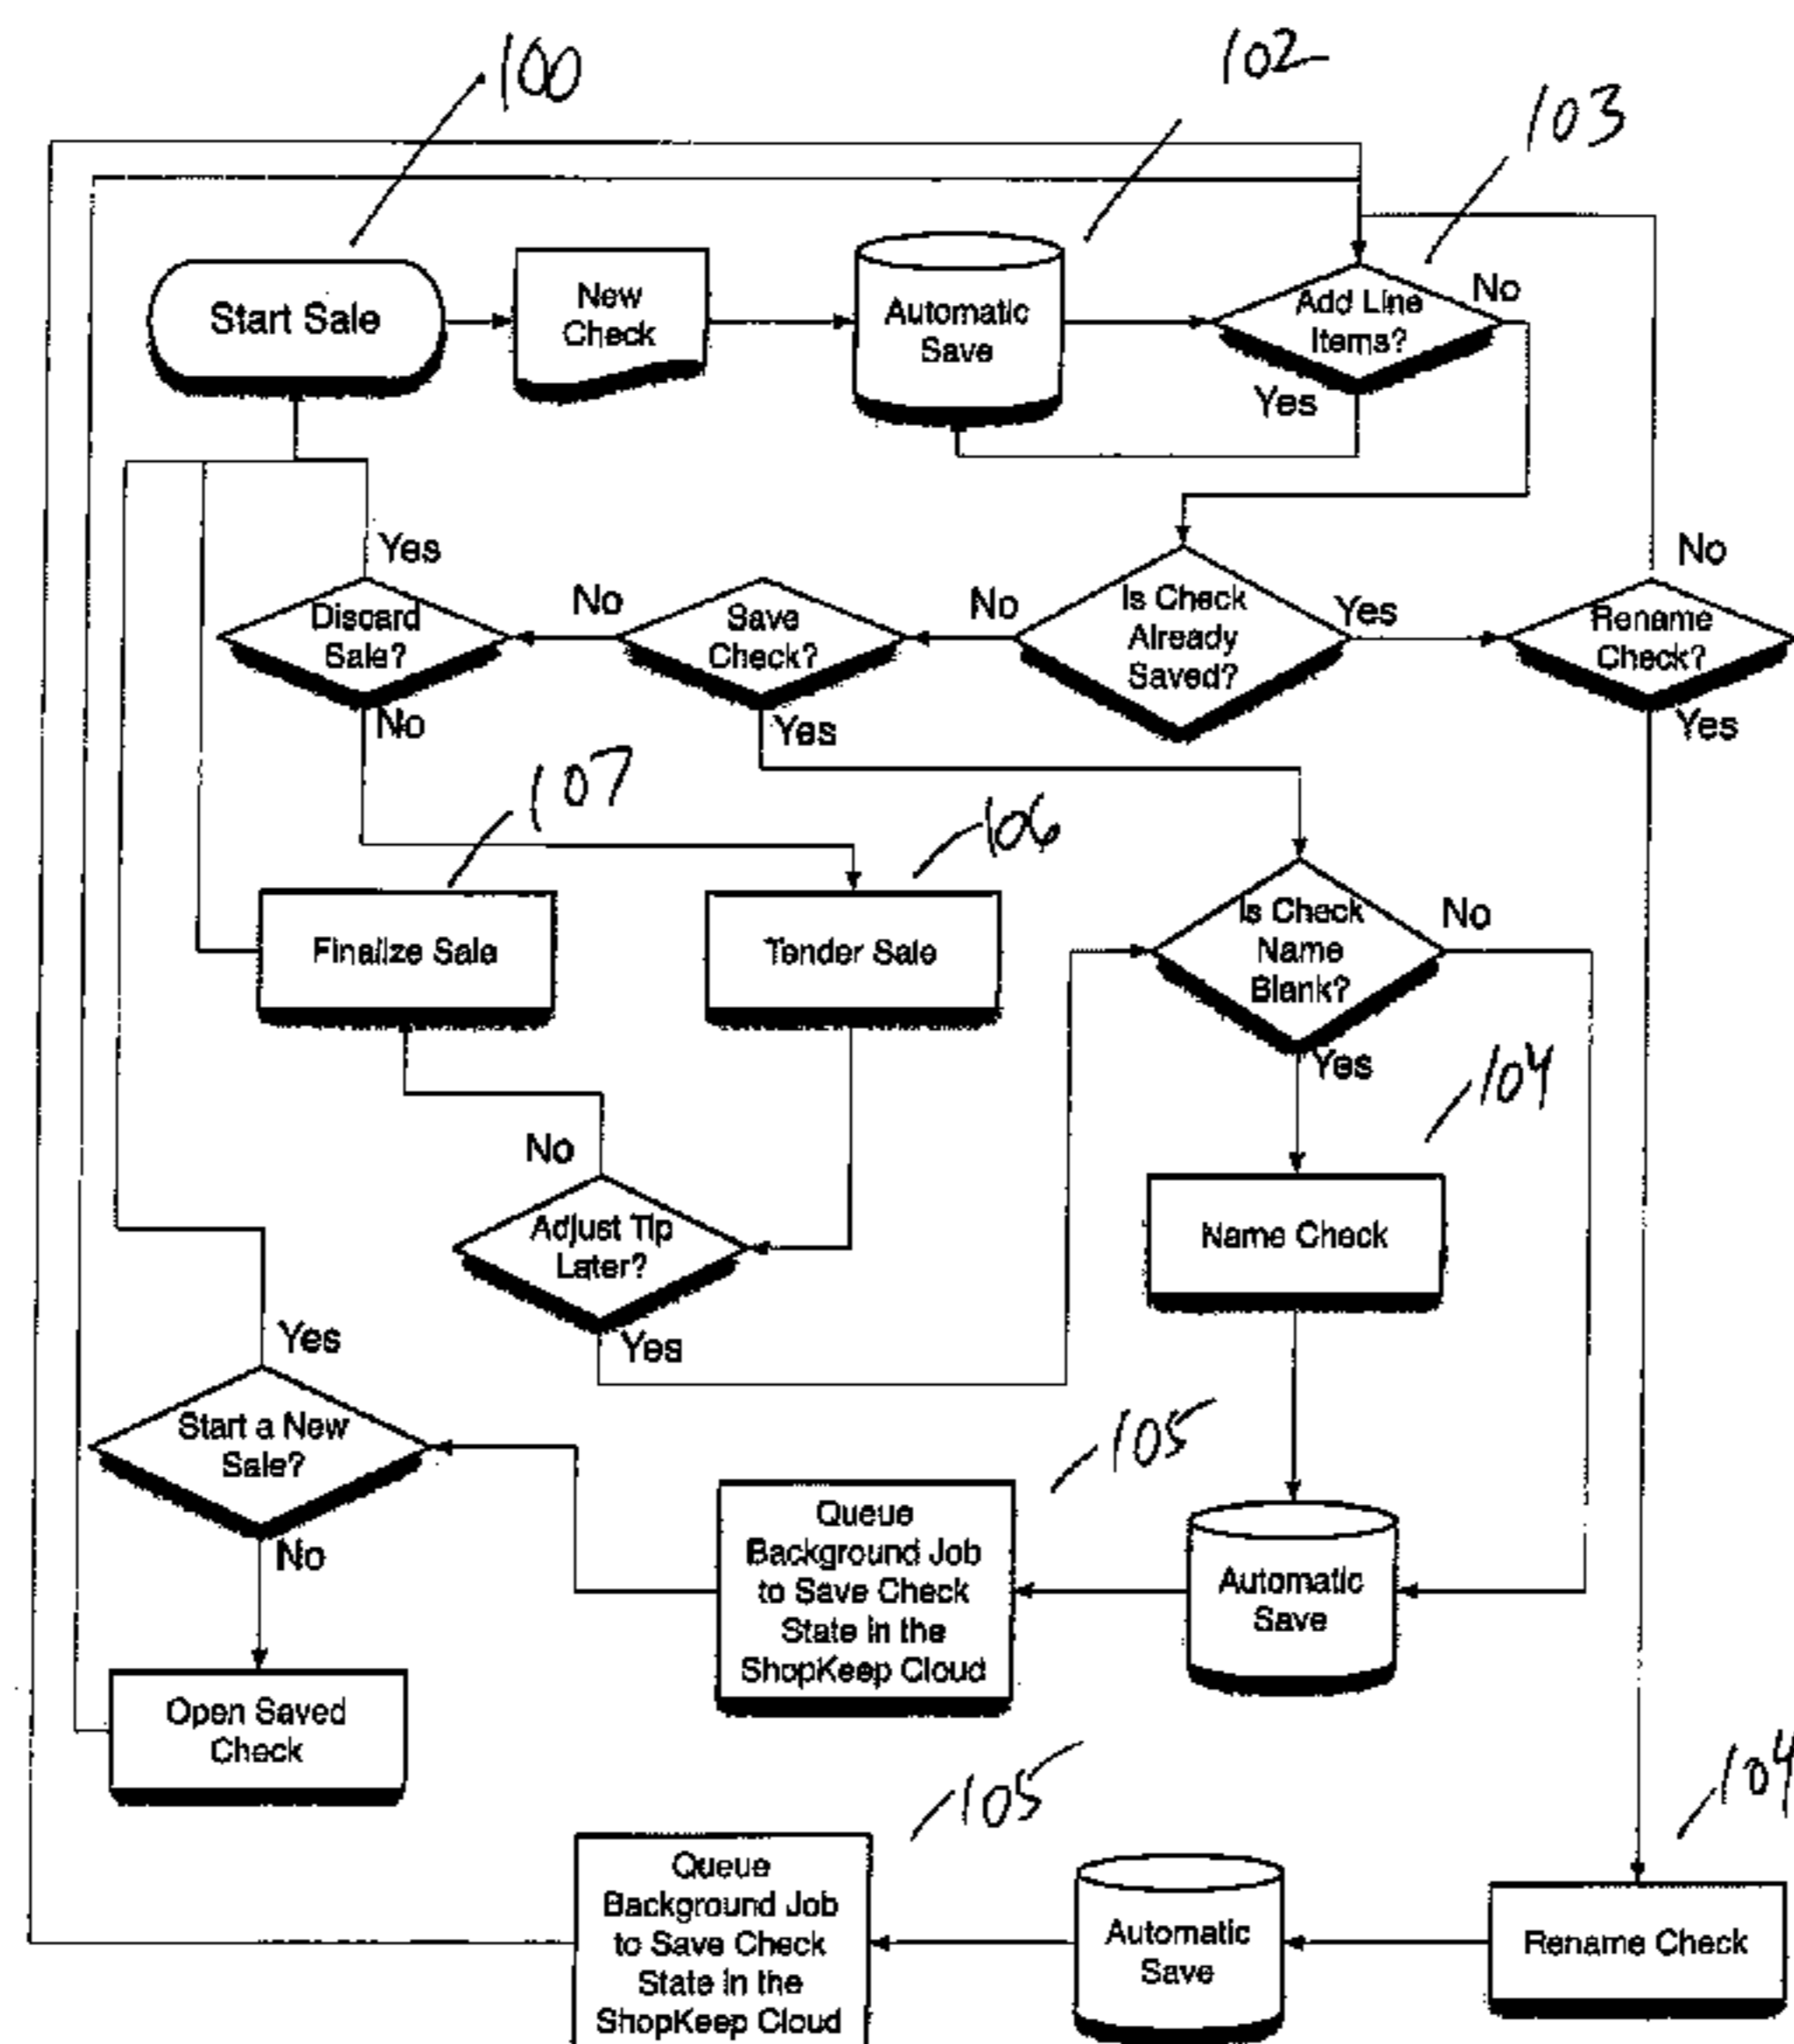 100
102
103
Start Sale
New
Check
Automatic
Save
Add Line
Items?
No
Yes
Yes
No
No
Yes
No
Discard
Sale?
Save
Check?
Is Check
Already
Saved?
Rename
Check?
No
Yes
Yes
107
106
Finalize Sale
Tender Sale
Is Check
Name
Blank?
No
Yes
104
No
Adjust Tip
Later?
Yes
Name Check
Yes
Start a New
Sale?
No
105
Queue
Background Job
to Save Check
State in the
ShopKeep Cloud
Automatic
Save
Open Saved
Check
105
104
Queue
Background Job
to Save Check
State in the
ShopKeep Cloud
Automatic
Save
Rename Check